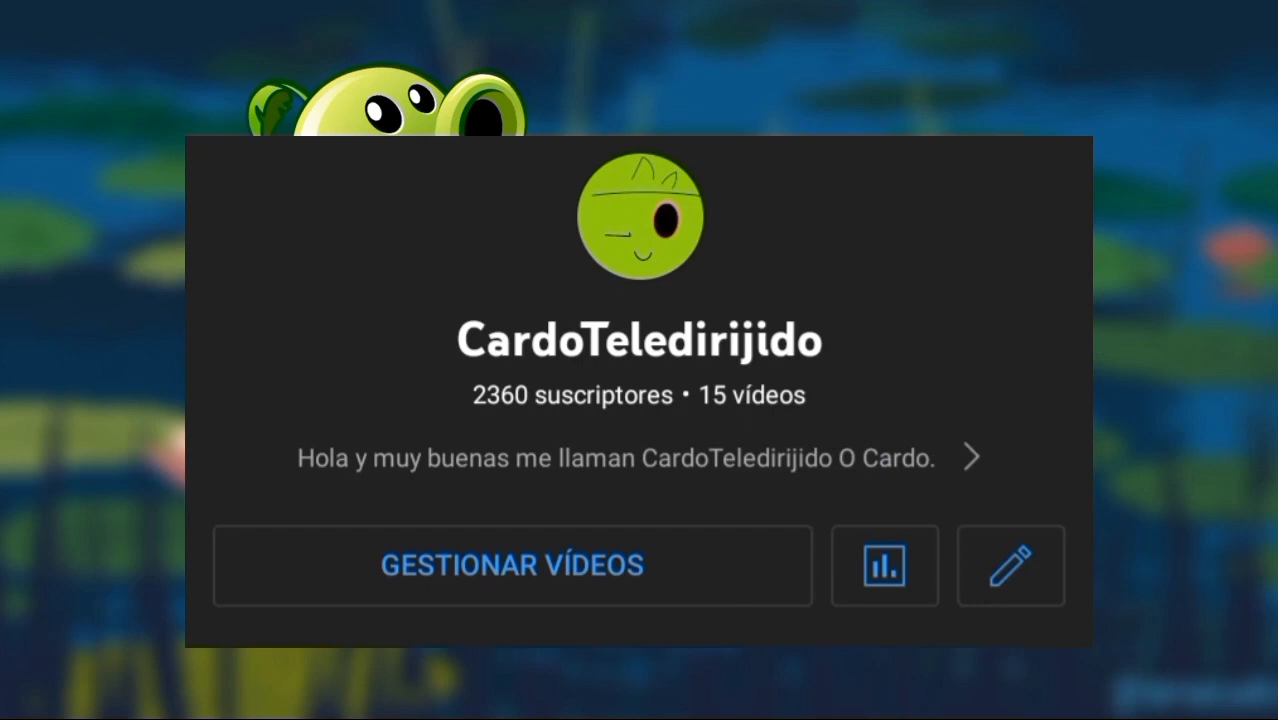 CardoTeledirijido
2360 suscriptores • 15 vídeos
Hola y muy buenas me llaman CardoTeledirijido O Cardo.
GESTIONAR VÍDEOS